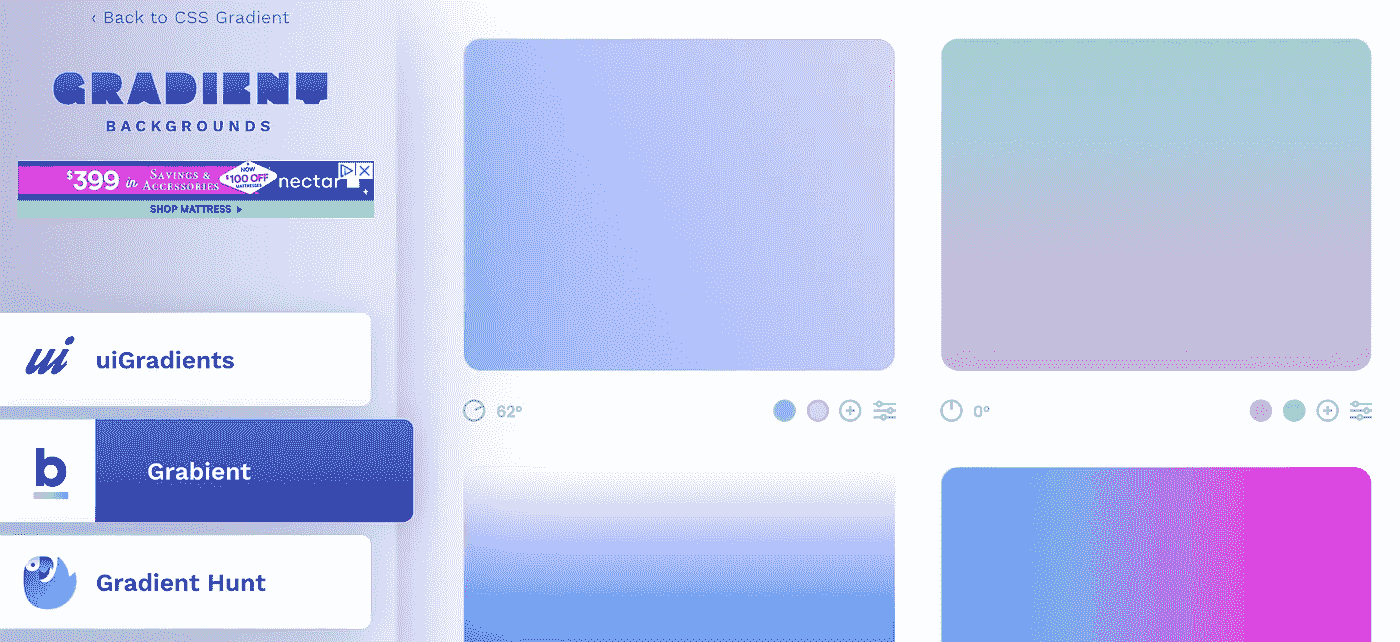 ‹ Back to CSS Gradient
GRADIENT
BACKGROUNDS
$399 in SAVINGS & ACCESSORIES
NOW $100 OFF MATTRESSES
nectar
SHOP MATTRESS
ui uiGradients
b Grabient
Gradient Hunt
62°
0°